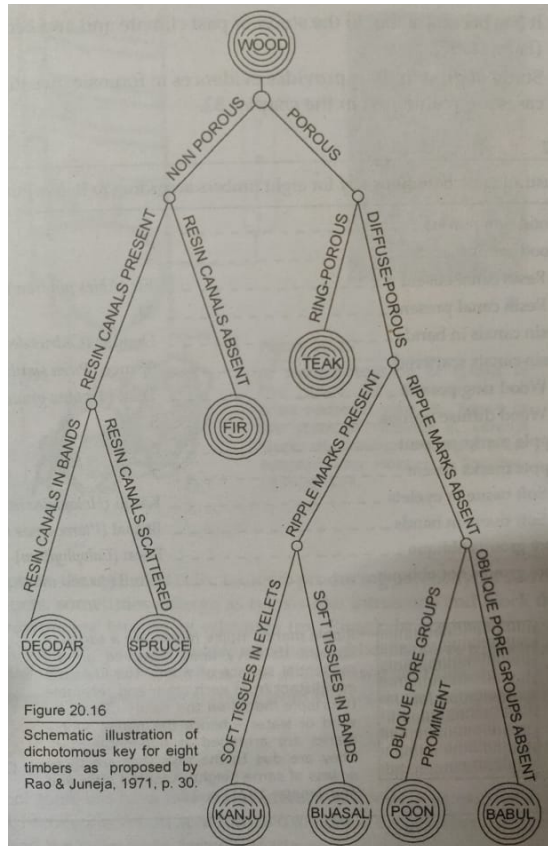 WOOD
NON POROUS
POROUS
RESIN CANALS PRESENT
RESIN CANALS ABSENT
RING-POROUS
DIFFUSE-POROUS
TEAK
FIR
RESIN CANALS IN BANDS
RESIN CANALS SCATTERED
RIPPLE MARKS PRESENT
RIPPLE MARKS ABSENT
DEODAR
SPRUCE
SOFT TISSUES IN EYELETS
SOFT TISSUES IN BANDS
OBLIQUE PORE GROUPS
PROMINENT
OBLIQUE PORE GROUPS ABSENT
KANJU
BIJASALI
POON
BABUL
Figure 20.16
Schematic illustration of
dichotomous key for eight
timbers as proposed by
Rao & Juneja, 1971, p. 30.